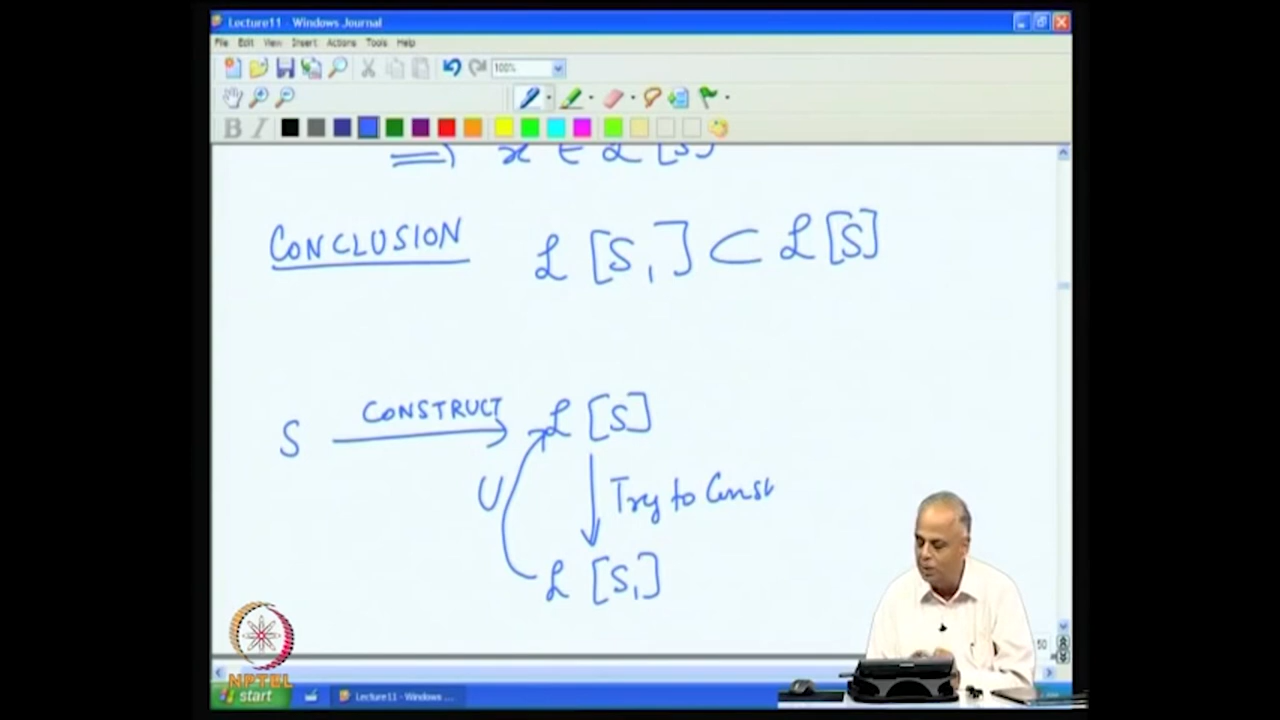 Lecture11 - Windows Journal
File Edit View Insert Actions Tools Help
100%
B I
⟹ x ∈ ℒ [S]
CONCLUSION ℒ [S₁] ⊂ ℒ [S]
S CONSTRUCT ℒ [S]
U Try to Const
ℒ [S₁]
50
NPTEL
start Lecture11 - Windows ...